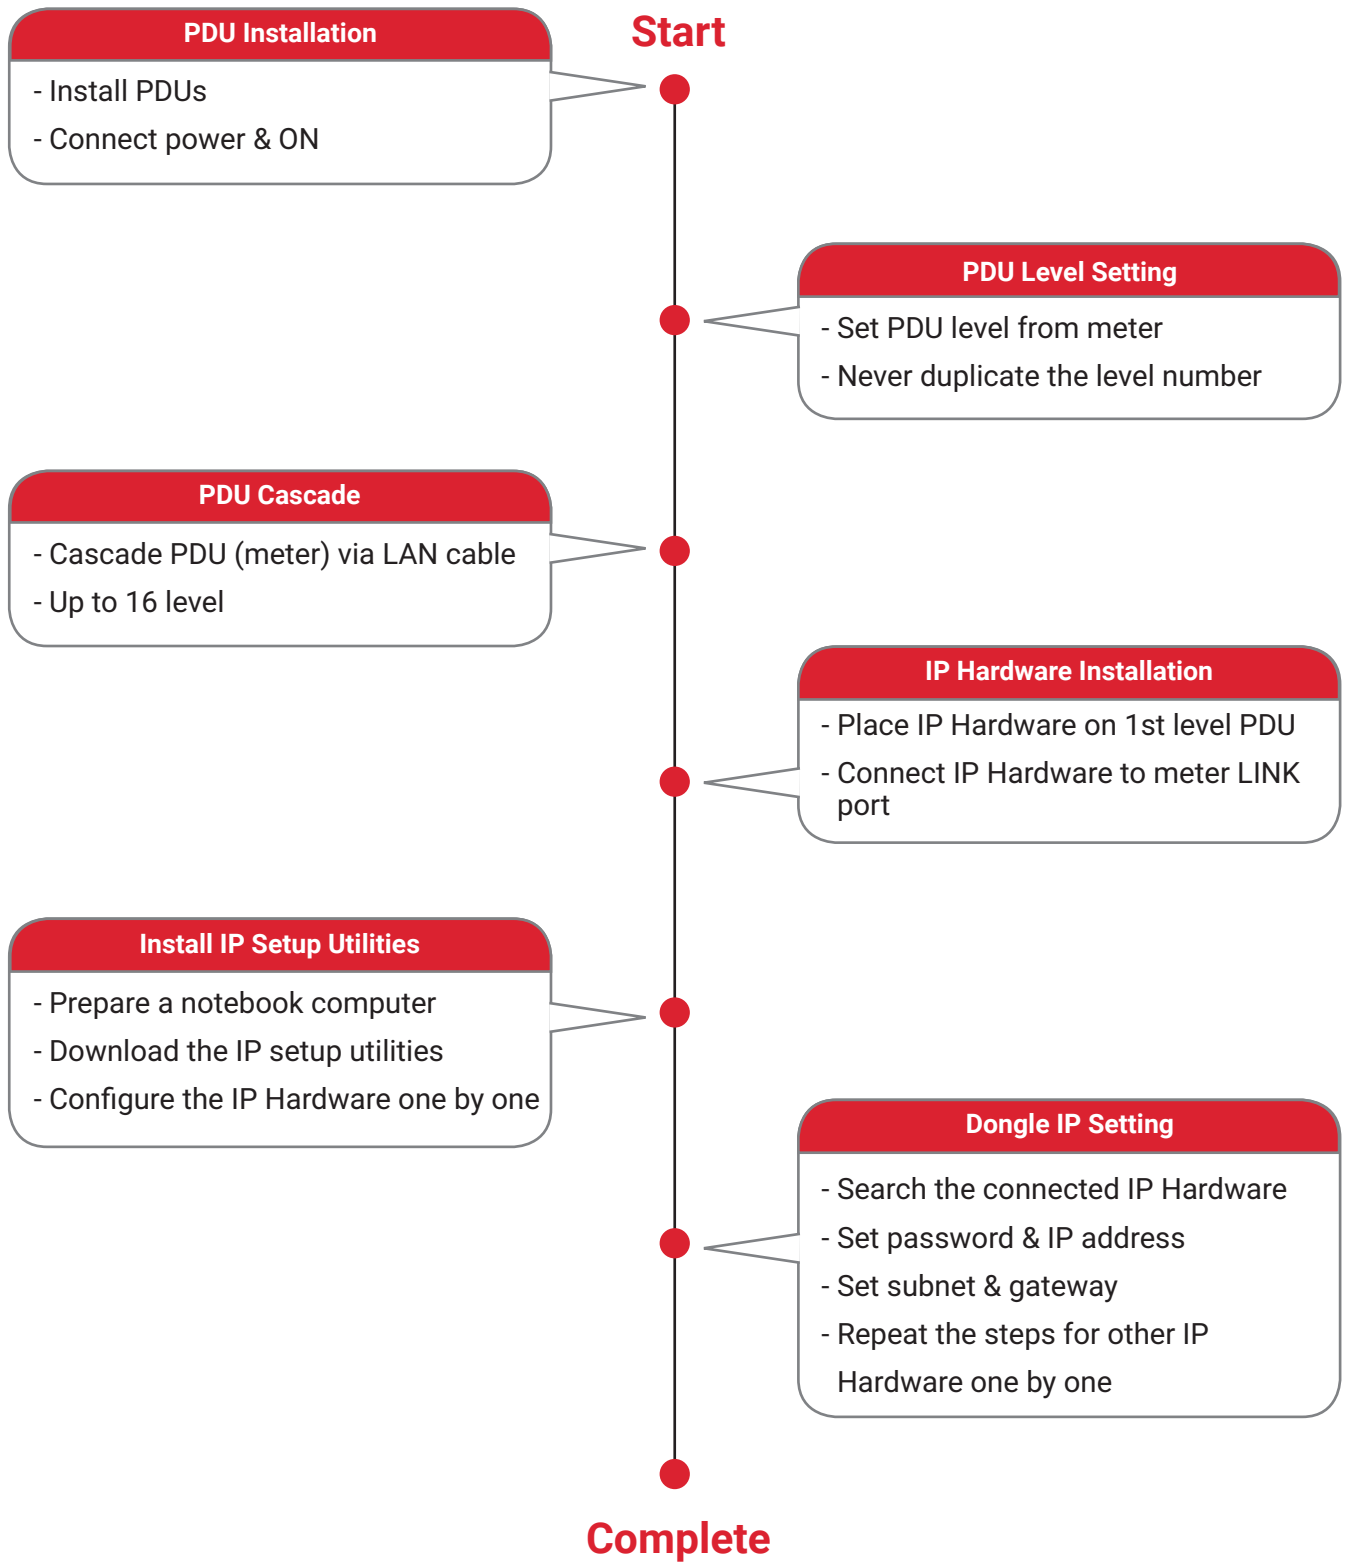 Start
PDU Installation
- Install PDUs
- Connect power & ON
PDU Level Setting
- Set PDU level from meter
- Never duplicate the level number
PDU Cascade
- Cascade PDU (meter) via LAN cable
- Up to 16 level
IP Hardware Installation
- Place IP Hardware on 1st level PDU
- Connect IP Hardware to meter LINK
port
Install IP Setup Utilities
- Prepare a notebook computer
- Download the IP setup utilities
- Configure the IP Hardware one by one
Dongle IP Setting
- Search the connected IP Hardware
- Set password & IP address
- Set subnet & gateway
- Repeat the steps for other IP
Hardware one by one
Complete